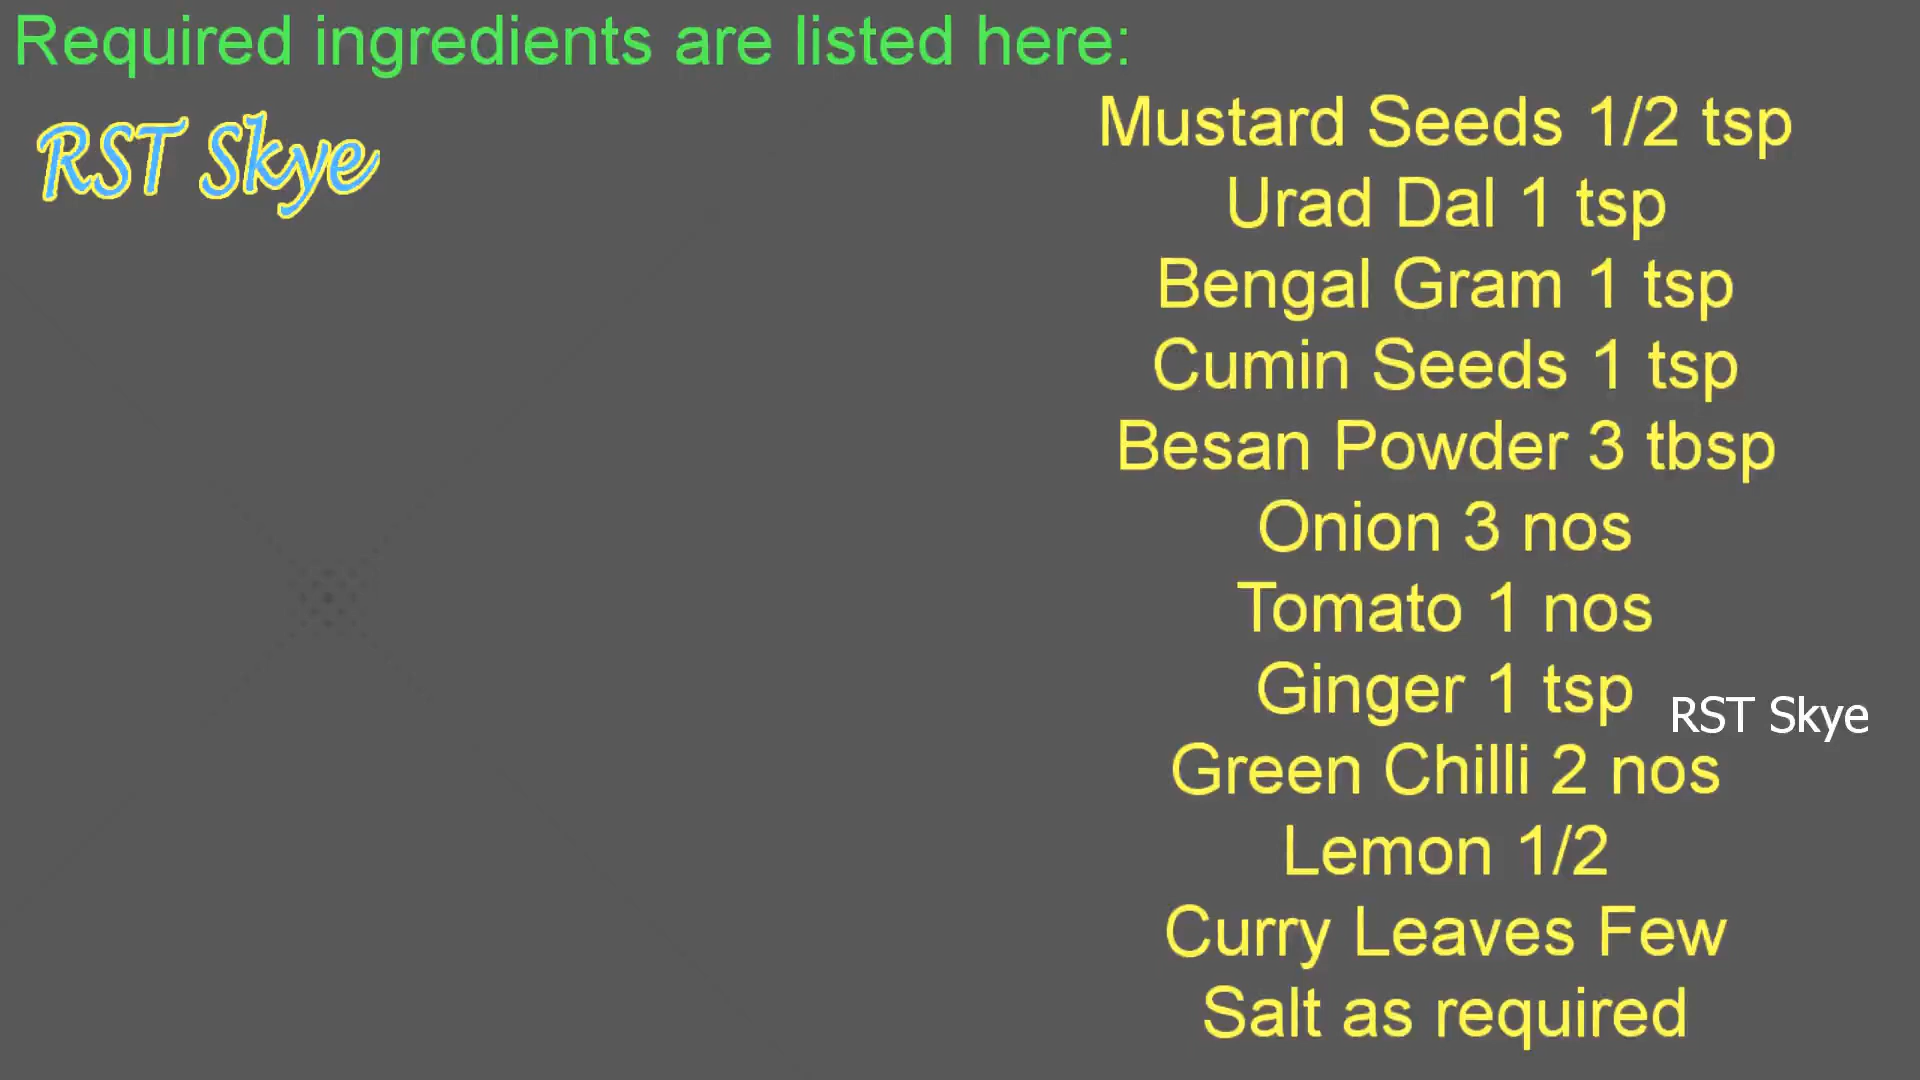 Required ingredients are listed here:
RST Skye
Mustard Seeds 1/2 tsp
Urad Dal 1 tsp
Bengal Gram 1 tsp
Cumin Seeds 1 tsp
Besan Powder 3 tbsp
Onion 3 nos
Tomato 1 nos
Ginger 1 tsp
RST Skye
Green Chilli 2 nos
Lemon 1/2
Curry Leaves Few
Salt as required